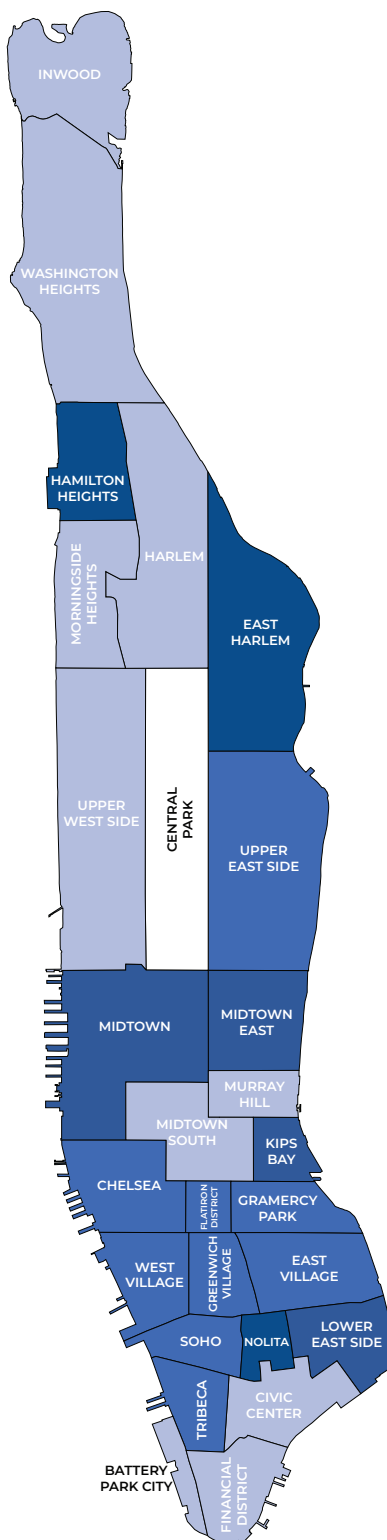 INWOOD
WASHINGTON
HEIGHTS
HAMILTON
HEIGHTS
HARLEM
MORNINGSIDE
HEIGHTS
EAST
HARLEM
UPPER
WEST SIDE
CENTRAL
PARK
UPPER
EAST SIDE
MIDTOWN
MIDTOWN
EAST
MURRAY
HILL
MIDTOWN
SOUTH
KIPS
BAY
CHELSEA
FLATIRON
DISTRICT
GRAMERCY
PARK
WEST
VILLAGE
GREENWICH
VILLAGE
EAST
VILLAGE
SOHO
NOLITA
LOWER
EAST SIDE
TRIBECA
CIVIC
CENTER
BATTERY
PARK CITY
FINANCIAL
DISTRICT